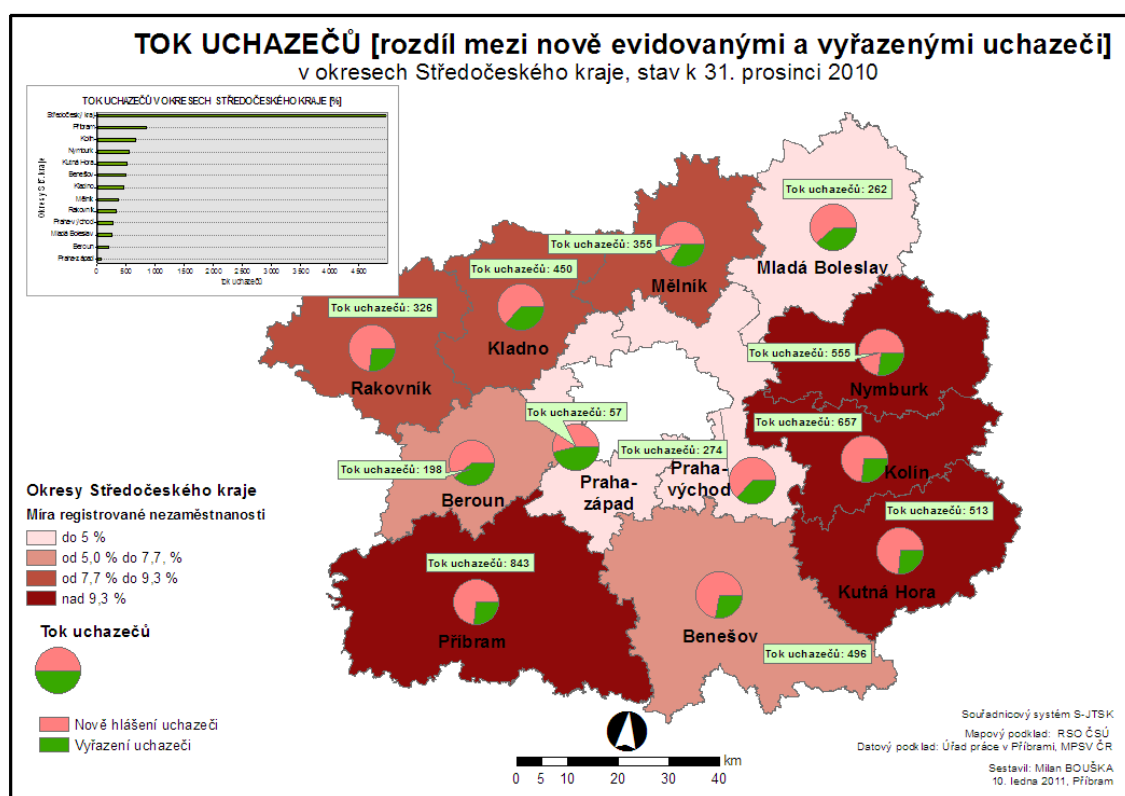 TOK UCHAZEČŮ [rozdíl mezi nově evidovanými a vyřazenými uchazeči]
v okresech Středočeského kraje, stav k 31. prosinci 2010
TOK UCHAZEČŮ V OKRESECH STŘEDOČESKÉHO KRAJE [%]
Okresy Stř. kraje
Středočeský kraj
Příbram
Kolín
Nymburk
Kutná Hora
Benešov
Kladno
Mělník
Rakovník
Praha-východ
Mladá Boleslav
Beroun
Praha-západ
0 500 1 000 1 500 2 000 2 500 3 000 3 500 4 000 4 500
tok uchazečů
Tok uchazečů: 262
Mladá Boleslav
Tok uchazečů: 355
Mělník
Tok uchazečů: 450
Kladno
Tok uchazečů: 326
Rakovník
Tok uchazečů: 555
Nymburk
Tok uchazečů: 57
Praha-
západ
Tok uchazečů: 657
Kolín
Tok uchazečů: 274
Praha-
východ
Tok uchazečů: 198
Beroun
Tok uchazečů: 513
Kutná Hora
Tok uchazečů: 843
Příbram
Benešov
Tok uchazečů: 496
Okresy Středočeského kraje
Míra registrované nezaměstnanosti
do 5 %
od 5,0 % do 7,7, %
od 7,7 % do 9,3 %
nad 9,3 %
Tok uchazečů
Nově hlášení uchazeči
Vyřazení uchazeči
km
0 5 10 20 30 40
Souřadnicový systém S-JTSK
Mapový podklad: RSO ČSÚ
Datový podklad: Úřad práce v Příbrami, MPSV ČR
Sestavil: Milan BOUŠKA
10. ledna 2011, Příbram